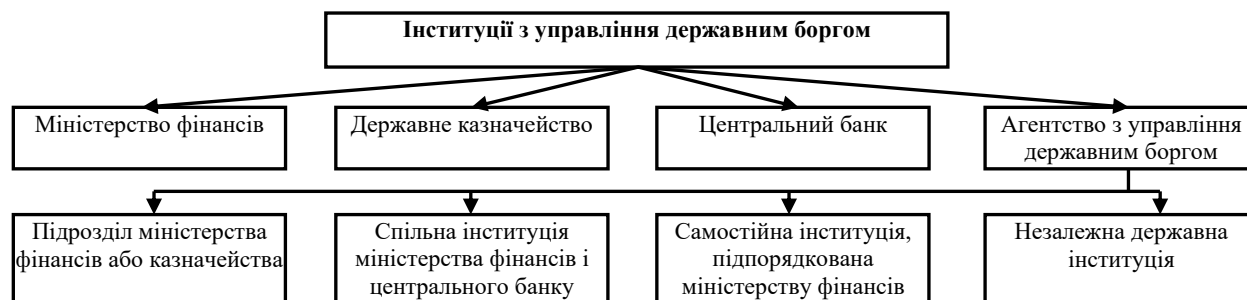 Інституції з управління державним боргом
Міністерство фінансів
Державне казначейство
Центральний банк
Агентство з управління
державним боргом
Підрозділ міністерства
фінансів або казначейства
Спільна інституція
міністерства фінансів і
центрального банку
Самостійна інституція,
підпорядкована
міністерству фінансів
Незалежна державна
інституція